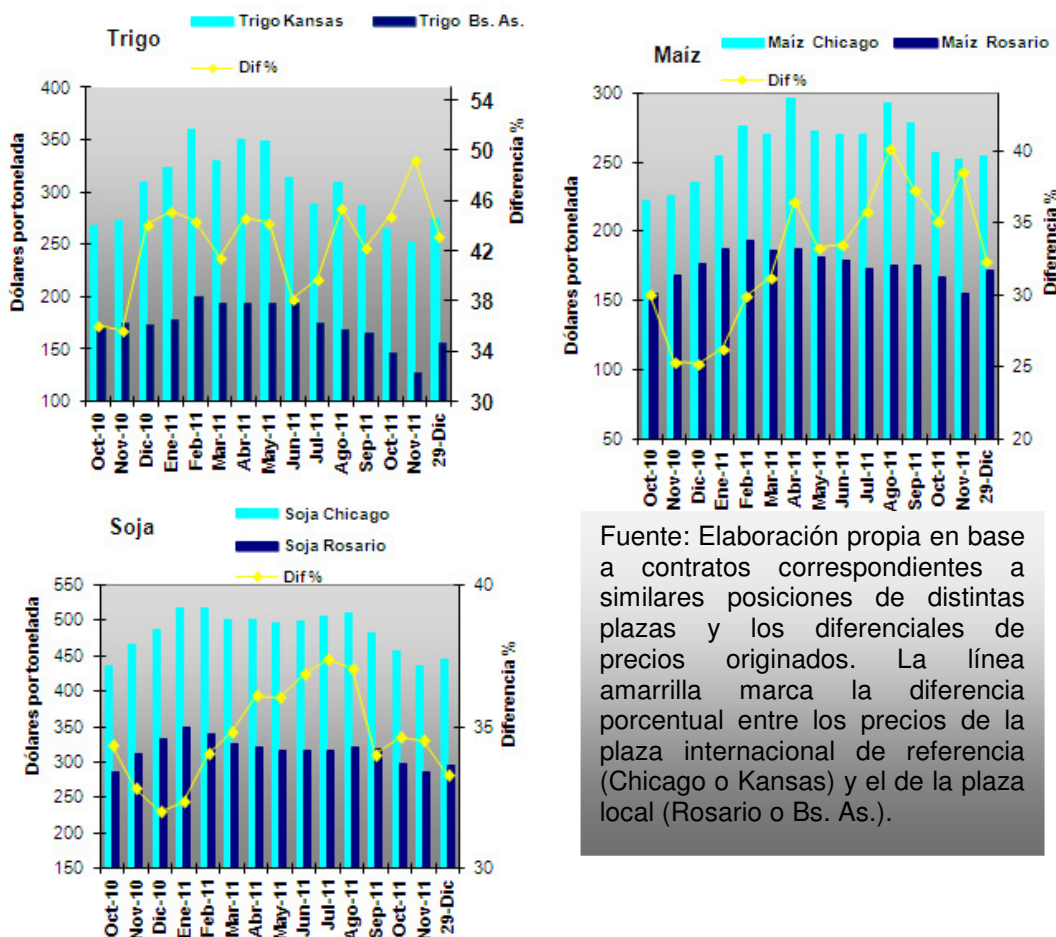 Trigo
Trigo Kansas
Trigo Bs. As.
Dif %
Dólares por tonelada
400
350
300
250
200
150
100
54
50
46
42
38
34
30
Diferencia %
Oct-10
Nov-10
Dic-10
Ene-11
Feb-11
Mar-11
Abr-11
May-11
Jun-11
Jul-11
Ago-11
Sep-11
Oct-11
Nov-11
29-Dic
Maíz
Maíz Chicago
Maíz Rosario
Dif %
Dólares por tonelada
300
250
200
150
100
50
40
35
30
25
20
Diferencia %
Oct-10
Nov-10
Dic-10
Ene-11
Feb-11
Mar-11
Abr-11
May-11
Jun-11
Jul-11
Ago-11
Sep-11
Oct-11
Nov-11
29-Dic
Soja
Soja Chicago
Soja Rosario
Dif %
Dólares por tonelada
550
500
450
400
350
300
250
200
150
40
35
30
Diferencia %
Oct-10
Nov-10
Dic-10
Ene-11
Feb-11
Mar-11
Abr-11
May-11
Jun-11
Jul-11
Ago-11
Sep-11
Oct-11
Nov-11
29-Dic
Fuente: Elaboración propia en base
a contratos correspondientes a
similares posiciones de distintas
plazas y los diferenciales de
precios originados. La línea
amarilla marca la diferencia
porcentual entre los precios de la
plaza internacional de referencia
(Chicago o Kansas) y el de la plaza
local (Rosario o Bs. As.).